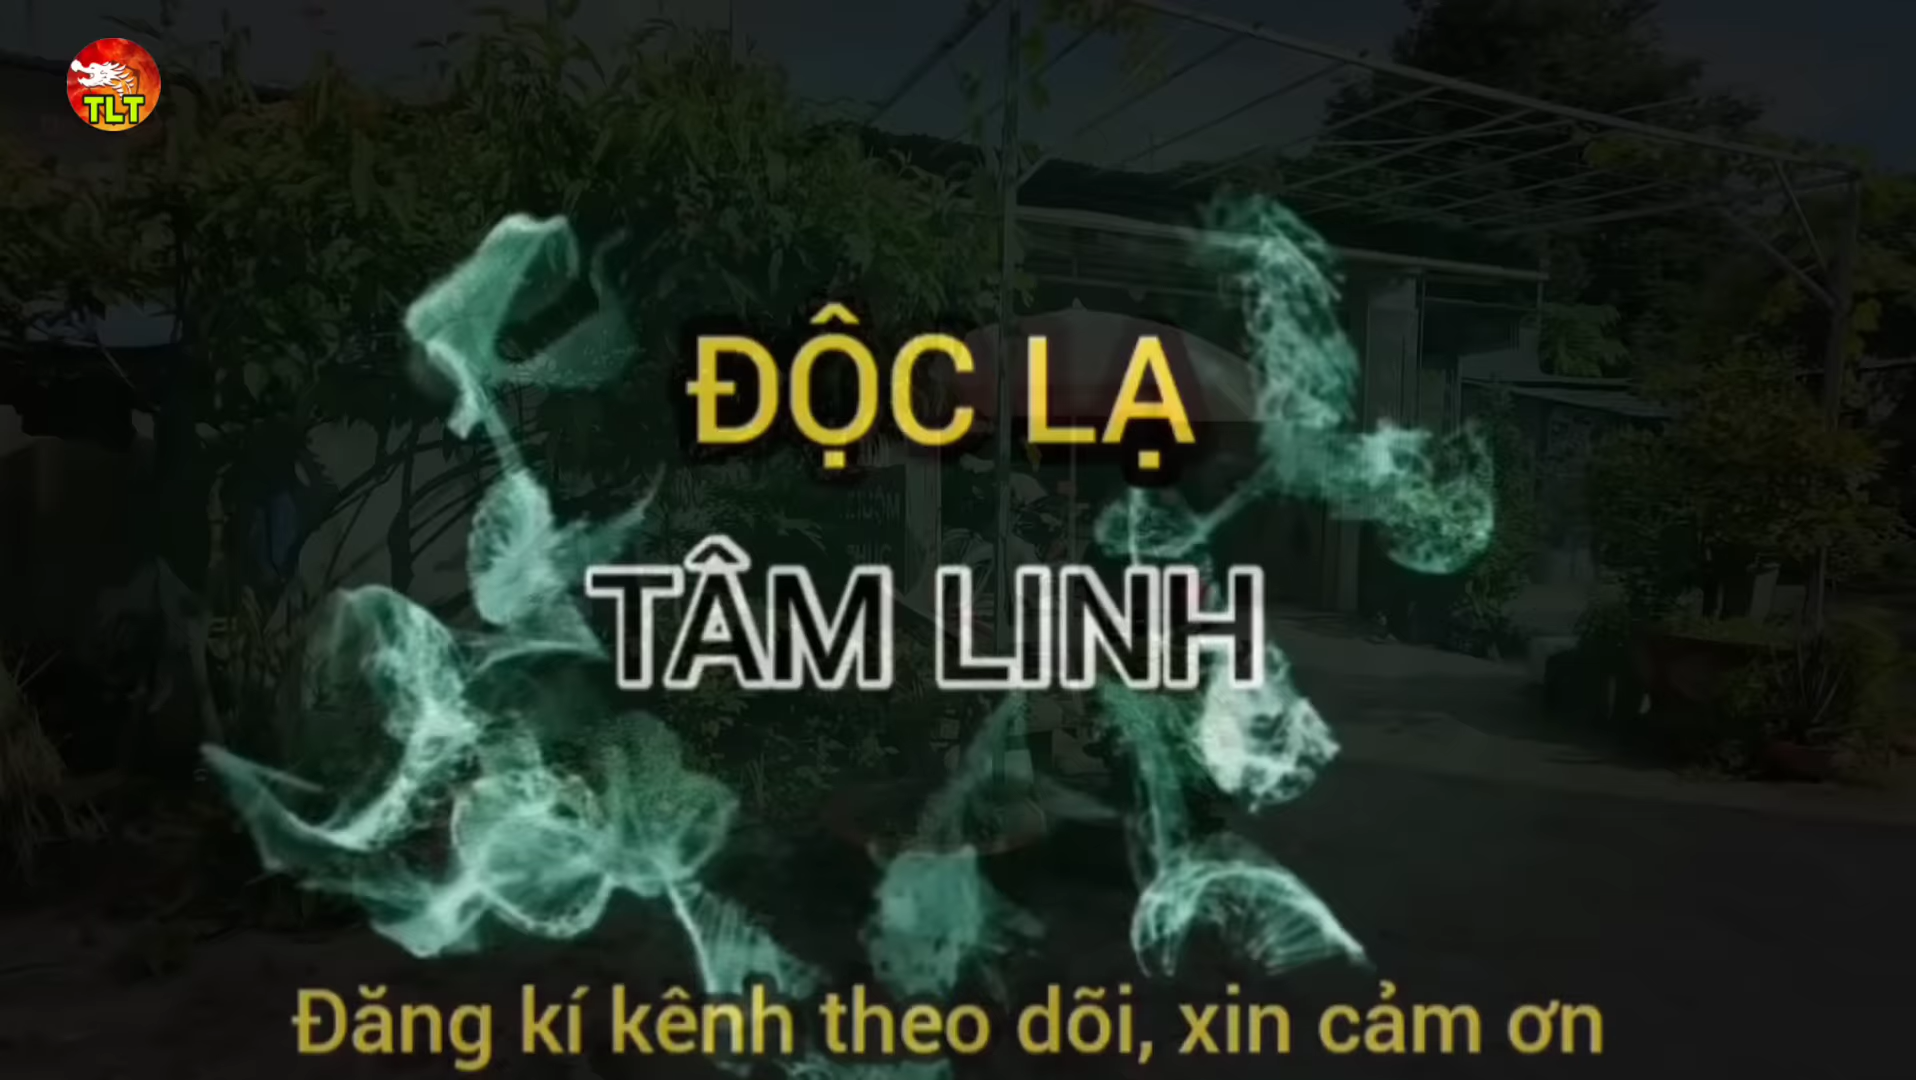 TLT
ĐỘC LẠ
TÂM LINH
Đăng kí kênh theo dõi, xin cảm ơn